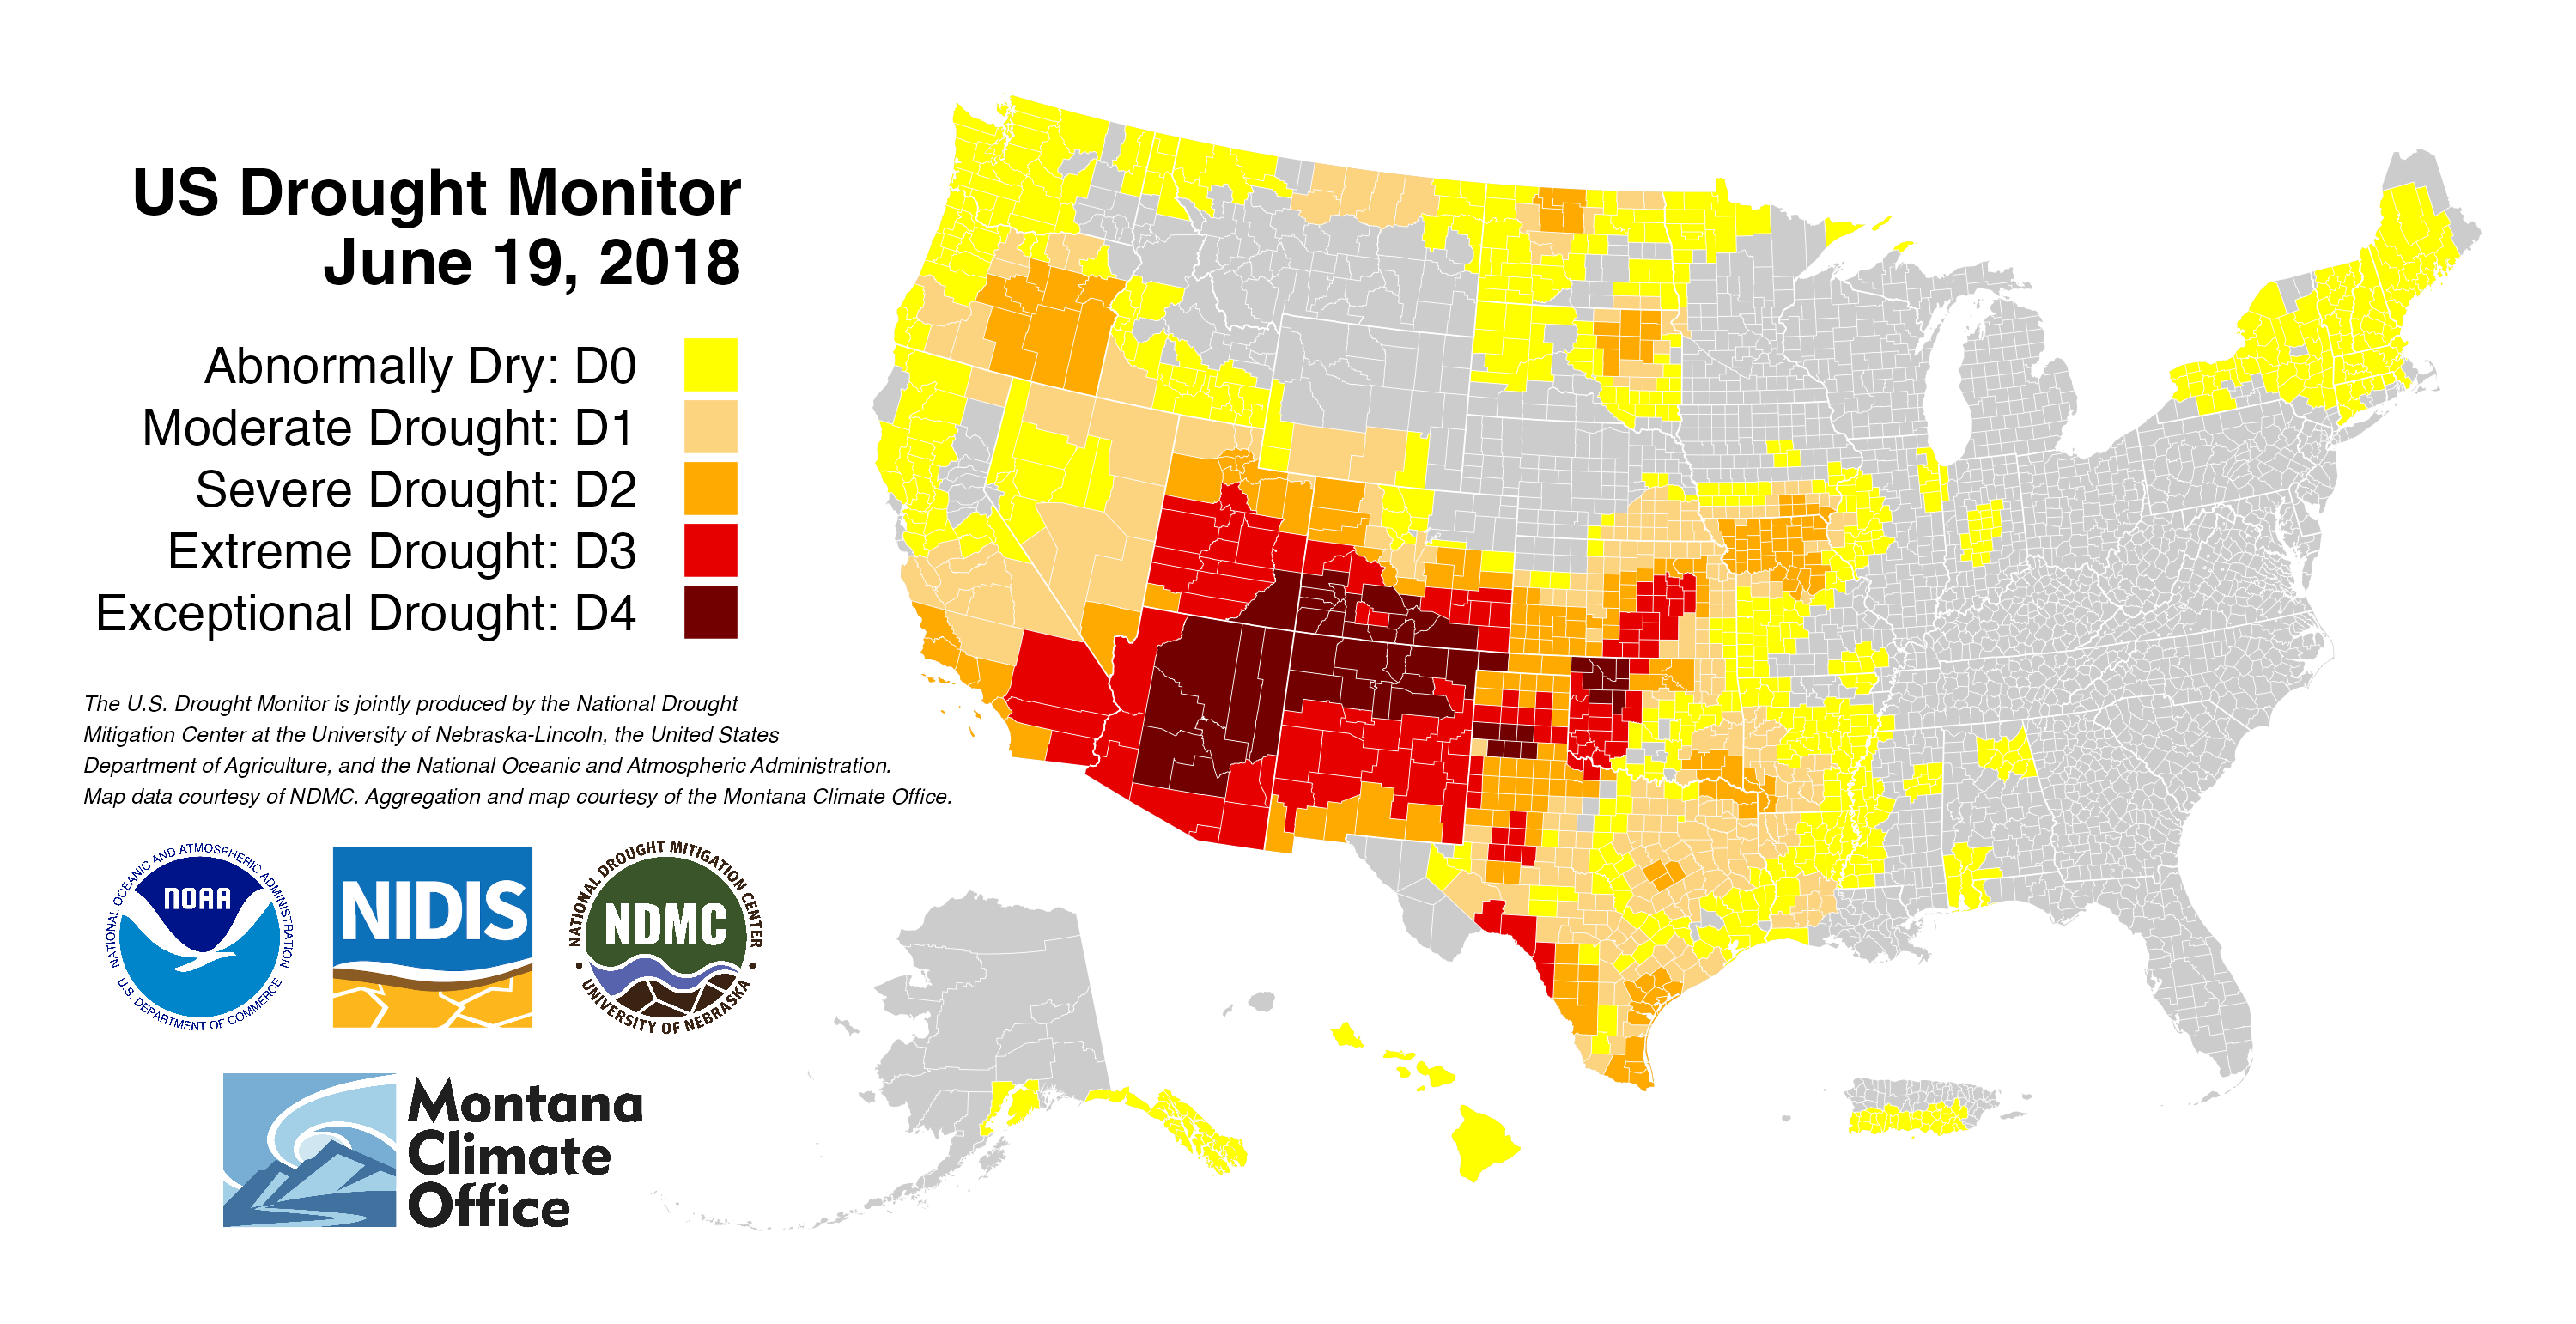 US Drought Monitor
June 19, 2018
Abnormally Dry: D0
Moderate Drought: D1
Severe Drought: D2
Extreme Drought: D3
Exceptional Drought: D4
The U.S. Drought Monitor is jointly produced by the National Drought
Mitigation Center at the University of Nebraska-Lincoln, the United States
Department of Agriculture, and the National Oceanic and Atmospheric Administration.
Map data courtesy of NDMC. Aggregation and map courtesy of the Montana Climate Office.
NATIONAL OCEANIC AND ATMOSPHERIC ADMINISTRATION
NOAA
U.S. DEPARTMENT OF COMMERCE
NIDIS
NATIONAL DROUGHT MITIGATION CENTER
NDMC
UNIVERSITY OF NEBRASKA
Montana
Climate
Office